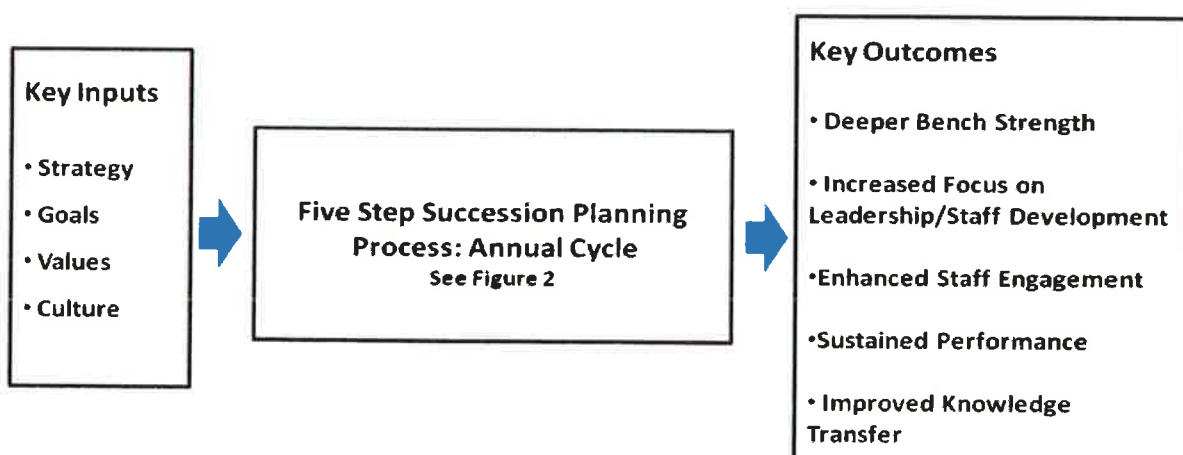 Key Inputs
• Strategy
• Goals
• Values
• Culture
Five Step Succession Planning
Process: Annual Cycle
See Figure 2
Key Outcomes
• Deeper Bench Strength
• Increased Focus on
Leadership/Staff Development
•Enhanced Staff Engagement
•Sustained Performance
• Improved Knowledge
Transfer